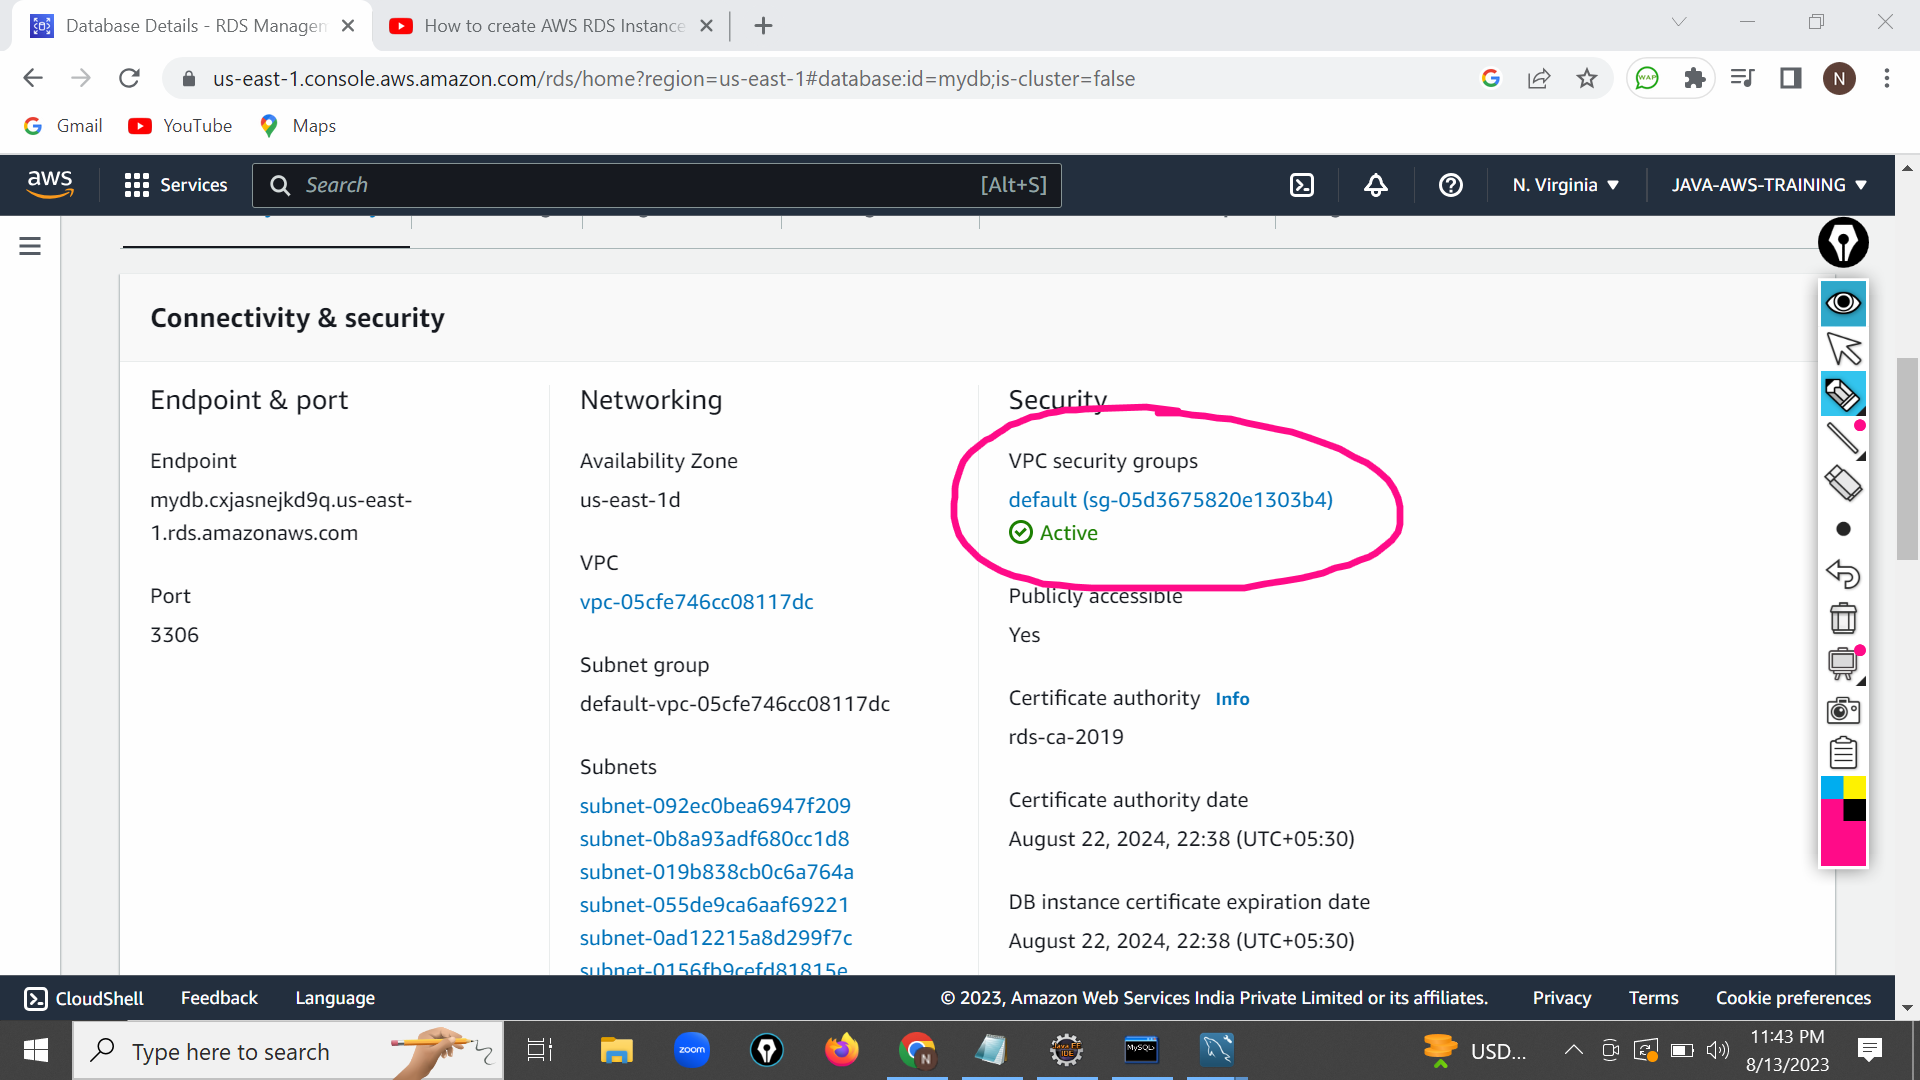 Database Details - RDS Managem
How to create AWS RDS Instance
us-east-1.console.aws.amazon.com/rds/home?region=us-east-1#database:id=mydb;is-cluster=false
WAP
N
Gmail
YouTube
Maps
aws
Services
Search
[Alt+S]
N. Virginia
JAVA-AWS-TRAINING
Connectivity & security
Endpoint & port
Endpoint
mydb.cxjasnejkd9q.us-east-
1.rds.amazonaws.com
Port
3306
Networking
Availability Zone
us-east-1d
VPC
vpc-05cfe746cc08117dc
Subnet group
default-vpc-05cfe746cc08117dc
Subnets
subnet-092ec0bea6947f209
subnet-0b8a93adf680cc1d8
subnet-019b838cb0c6a764a
subnet-055de9ca6aaf69221
subnet-0ad12215a8d299f7c
subnet-0156fb9cefd81815e
Security
VPC security groups
default (sg-05d3675820e1303b4)
Active
Publicly accessible
Yes
Certificate authority Info
rds-ca-2019
Certificate authority date
August 22, 2024, 22:38 (UTC+05:30)
DB instance certificate expiration date
August 22, 2024, 22:38 (UTC+05:30)
CloudShell
Feedback
Language
© 2023, Amazon Web Services India Private Limited or its affiliates.
Privacy
Terms
Cookie preferences
Type here to search
zoom
N
Java EE
IDE
MySQL
USD...
11:43 PM
8/13/2023